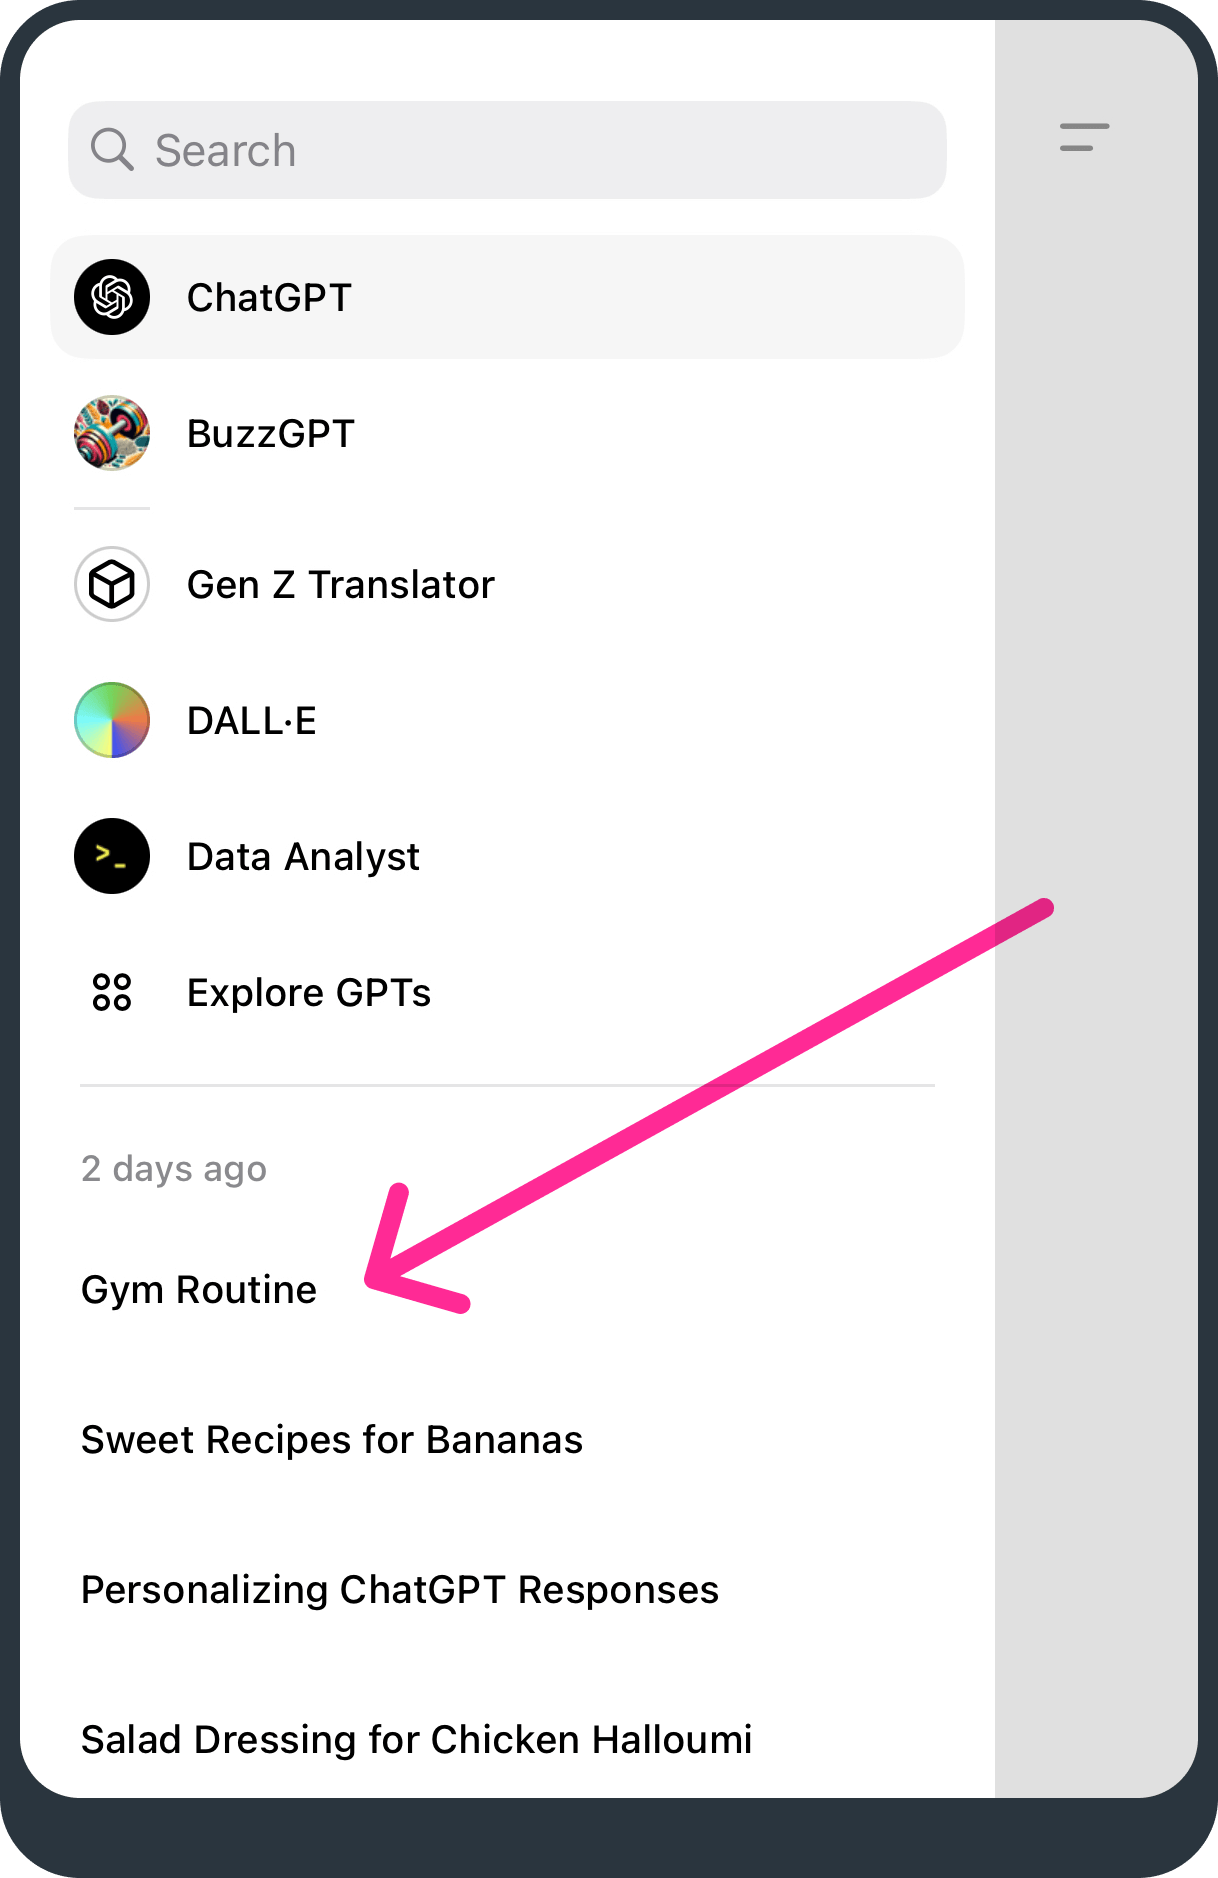 Search
ChatGPT
BuzzGPT
Gen Z Translator
DALL·E
>_ Data Analyst
Explore GPTs
2 days ago
Gym Routine
Sweet Recipes for Bananas
Personalizing ChatGPT Responses
Salad Dressing for Chicken Halloumi